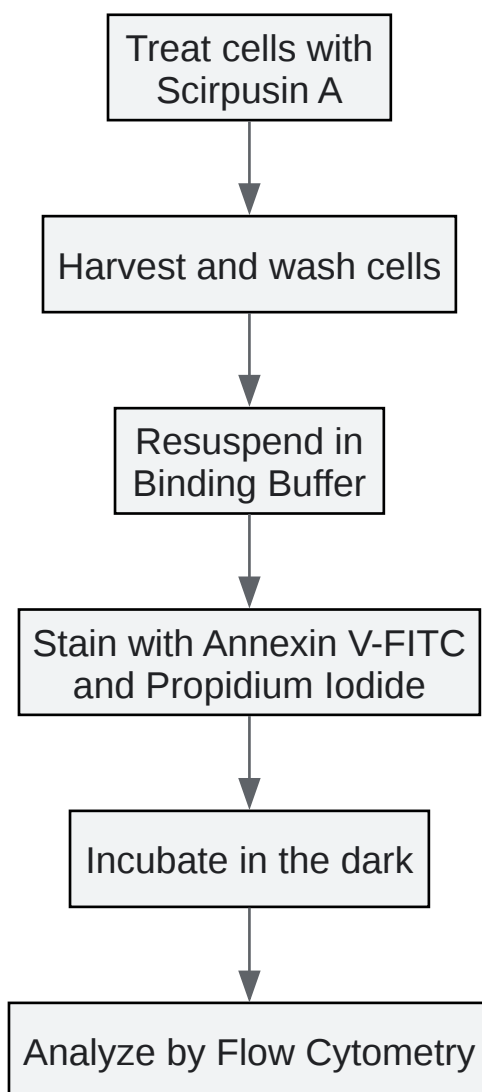 Treat cells with
Scirpusin A
Harvest and wash cells
Resuspend in
Binding Buffer
Stain with Annexin V-FITC
and Propidium Iodide
Incubate in the dark
Analyze by Flow Cytometry